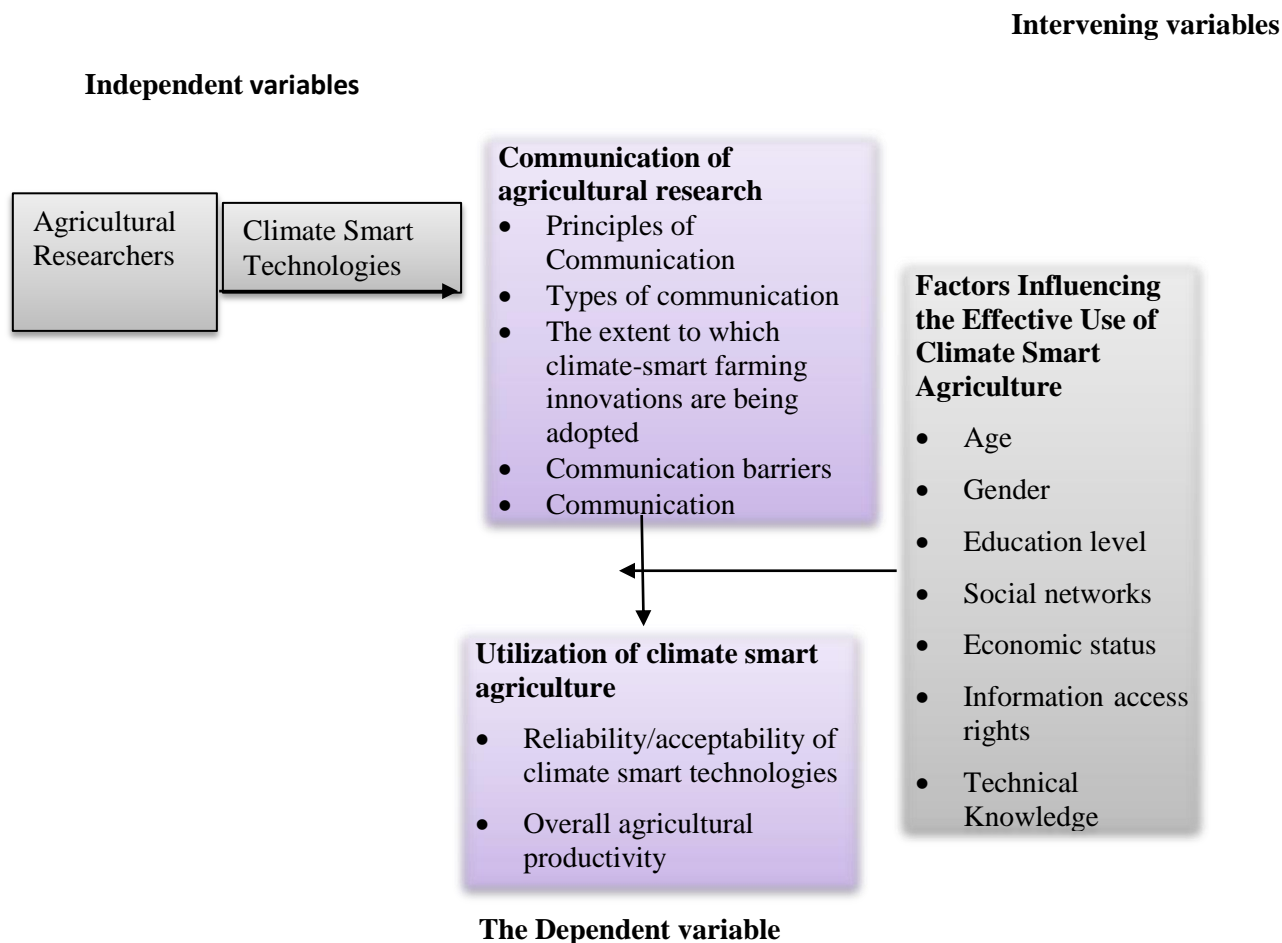 Intervening variables
Independent variables
Agricultural
Researchers
Climate Smart
Technologies
Communication of
agricultural research
• Principles of
Communication
• Types of communication
• The extent to which
climate-smart farming
innovations are being
adopted
• Communication barriers
• Communication
Factors Influencing
the Effective Use of
Climate Smart
Agriculture
• Age
• Gender
• Education level
• Social networks
• Economic status
• Information access
rights
• Technical
Knowledge
Utilization of climate smart
agriculture
• Reliability/acceptability of
climate smart technologies
• Overall agricultural
productivity
The Dependent variable